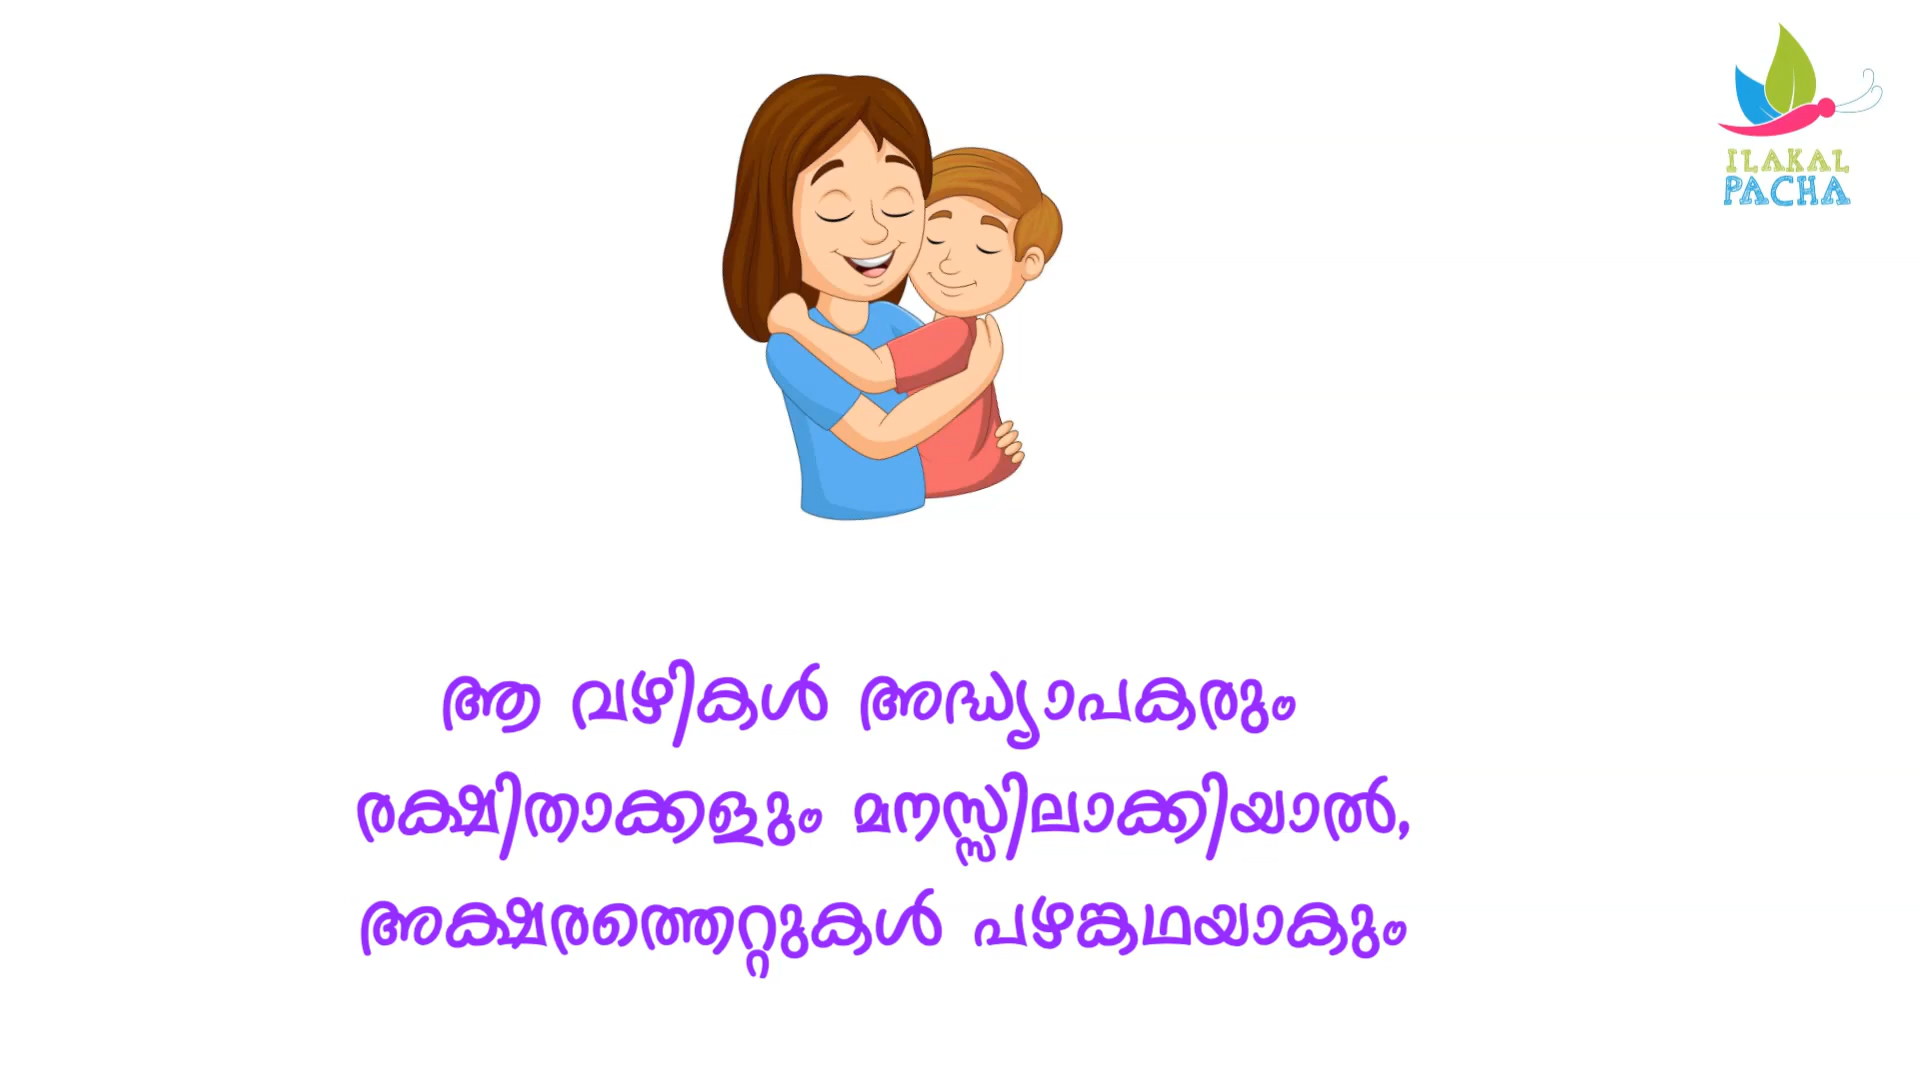 ILAKAL
PACHA
ആ വഴികൾ അദ്ധ്യാപകരും
രക്ഷിതാക്കളും മനസ്സിലാക്കിയാൽ,
അക്ഷരത്തെറ്റുകൾ പഴങ്കഥയാകും